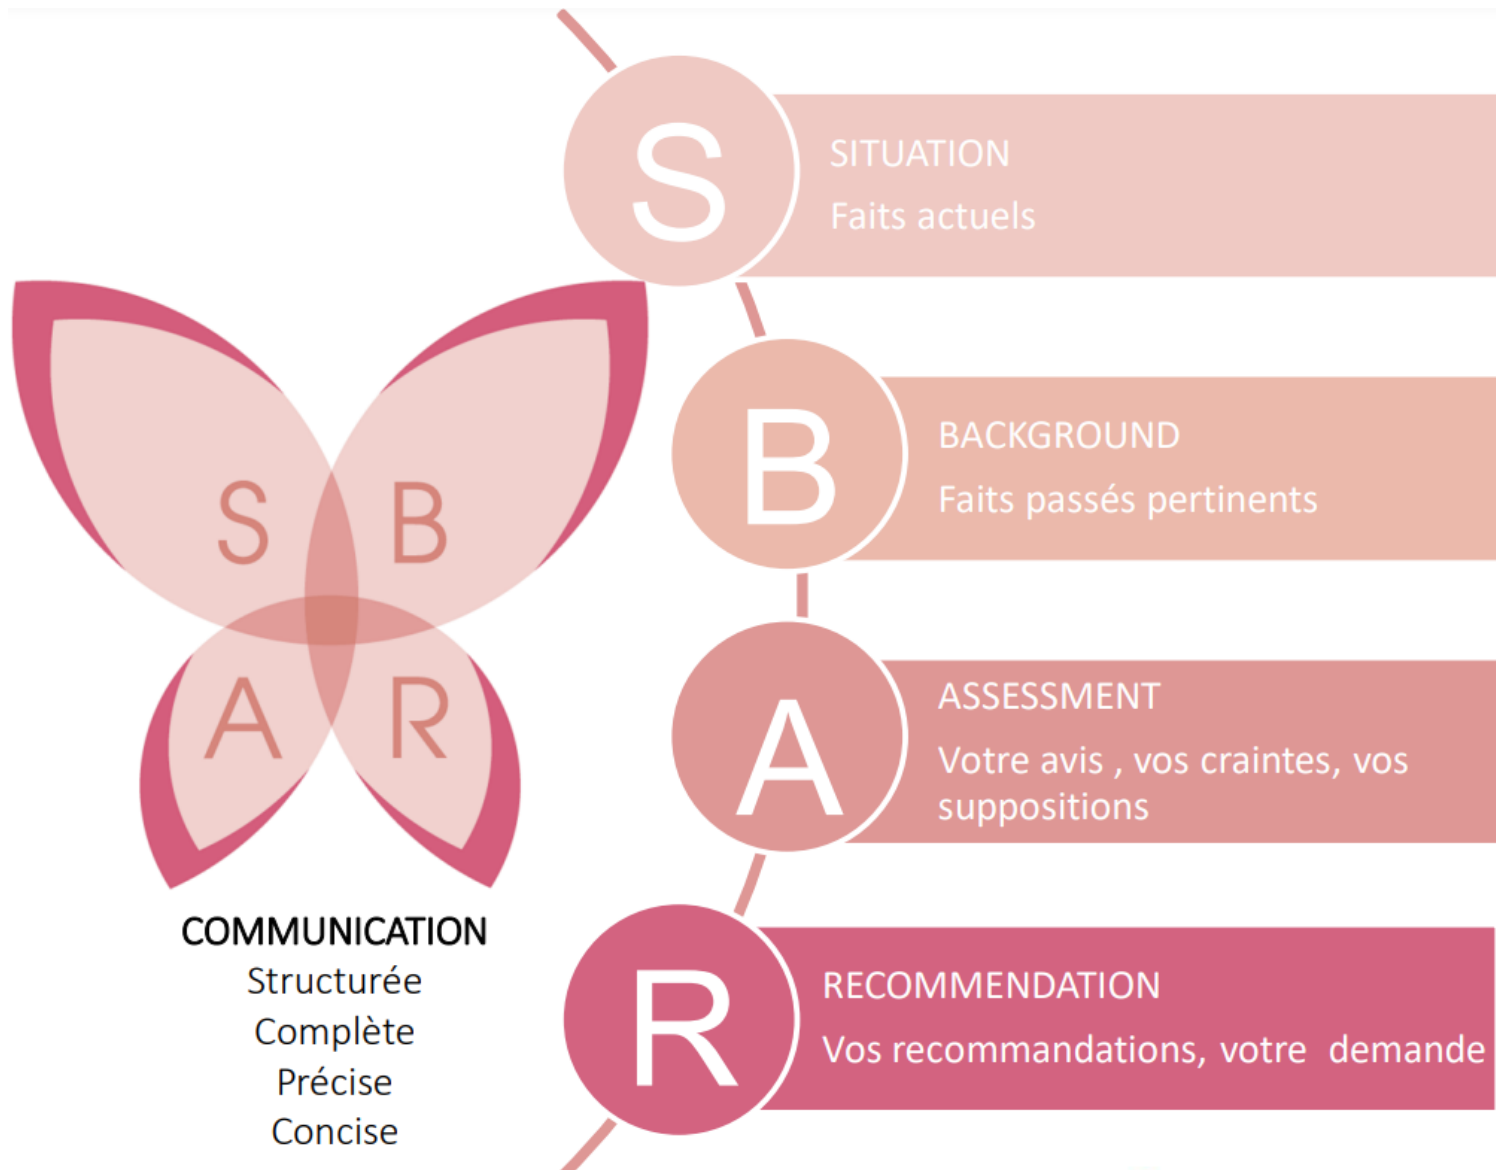 S
SITUATION
Faits actuels
B
BACKGROUND
Faits passés pertinents
A
ASSESSMENT
Votre avis , vos craintes, vos
suppositions
R
RECOMMENDATION
Vos recommandations, votre demande
S B
A R
COMMUNICATION
Structurée
Complète
Précise
Concise